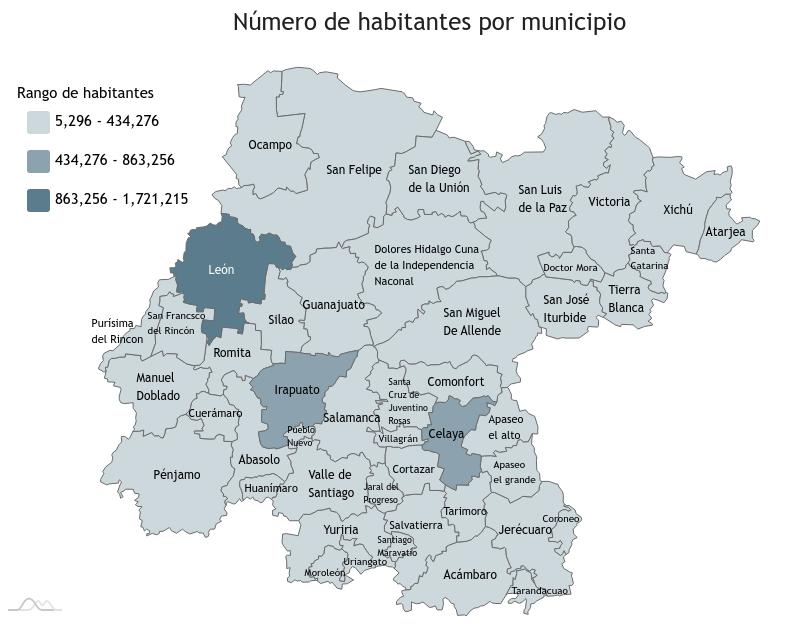 Número de habitantes por municipio
Rango de habitantes
5,296 - 434,276
434,276 - 863,256
863,256 - 1,721,215
Ocampo
San Felipe
San Diego
de la Unión
San Luis
de la Paz
Victoria
Xichú
Atarjea
León
Dolores Hidalgo Cuna
de la Independencia
Naconal
Doctor Mora
Santa
Catarina
Guanajuato
San José
Iturbide
Tierra
Blanca
Purísima
del Rincon
San Francsco
del Rincón
Silao
San Miguel
De Allende
Romita
Manuel
Doblado
Irapuato
Santa
Cruz de
Juventino
Rosas
Comonfort
Cuerámaro
Pueblo
Nuevo
Salamanca
Villagrán
Celaya
Apaseo
el alto
Pénjamo
Abasolo
Huanímaro
Valle de
Santiago
Jaral del
Progreso
Cortazar
Apaseo
el grande
Yuriria
Salvatierra
Tarimoro
Jerécuaro
Coroneo
Santiago
Maravatío
Uriangato
Moroleón
Acámbaro
Tarandacuao